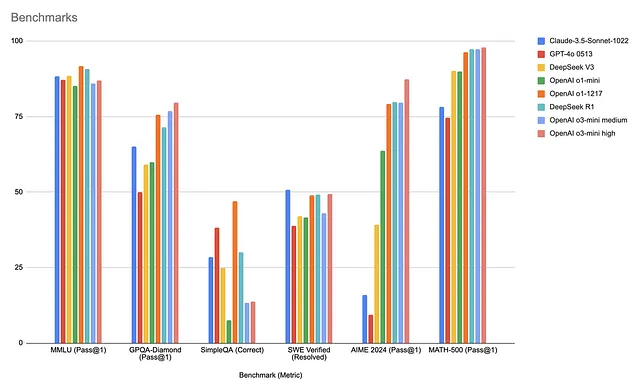 Benchmarks
100
75
50
25
0
Claude-3.5-Sonnet-1022
GPT-4o 0513
DeepSeek V3
OpenAI o1-mini
OpenAI o1-1217
DeepSeek R1
OpenAI o3-mini medium
OpenAI o3-mini high
MMLU (Pass@1)
GPQA-Diamond
(Pass@1)
SimpleQA (Correct)
SWE Verified
(Resolved)
AIME 2024 (Pass@1)
MATH-500 (Pass@1)
Benchmark (Metric)